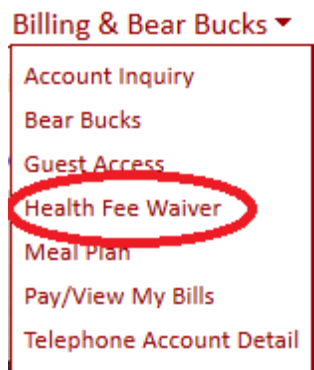 Billing & Bear Bucks
Account Inquiry
Bear Bucks
Guest Access
Health Fee Waiver
Meal Plan
Pay/View My Bills
Telephone Account Detail